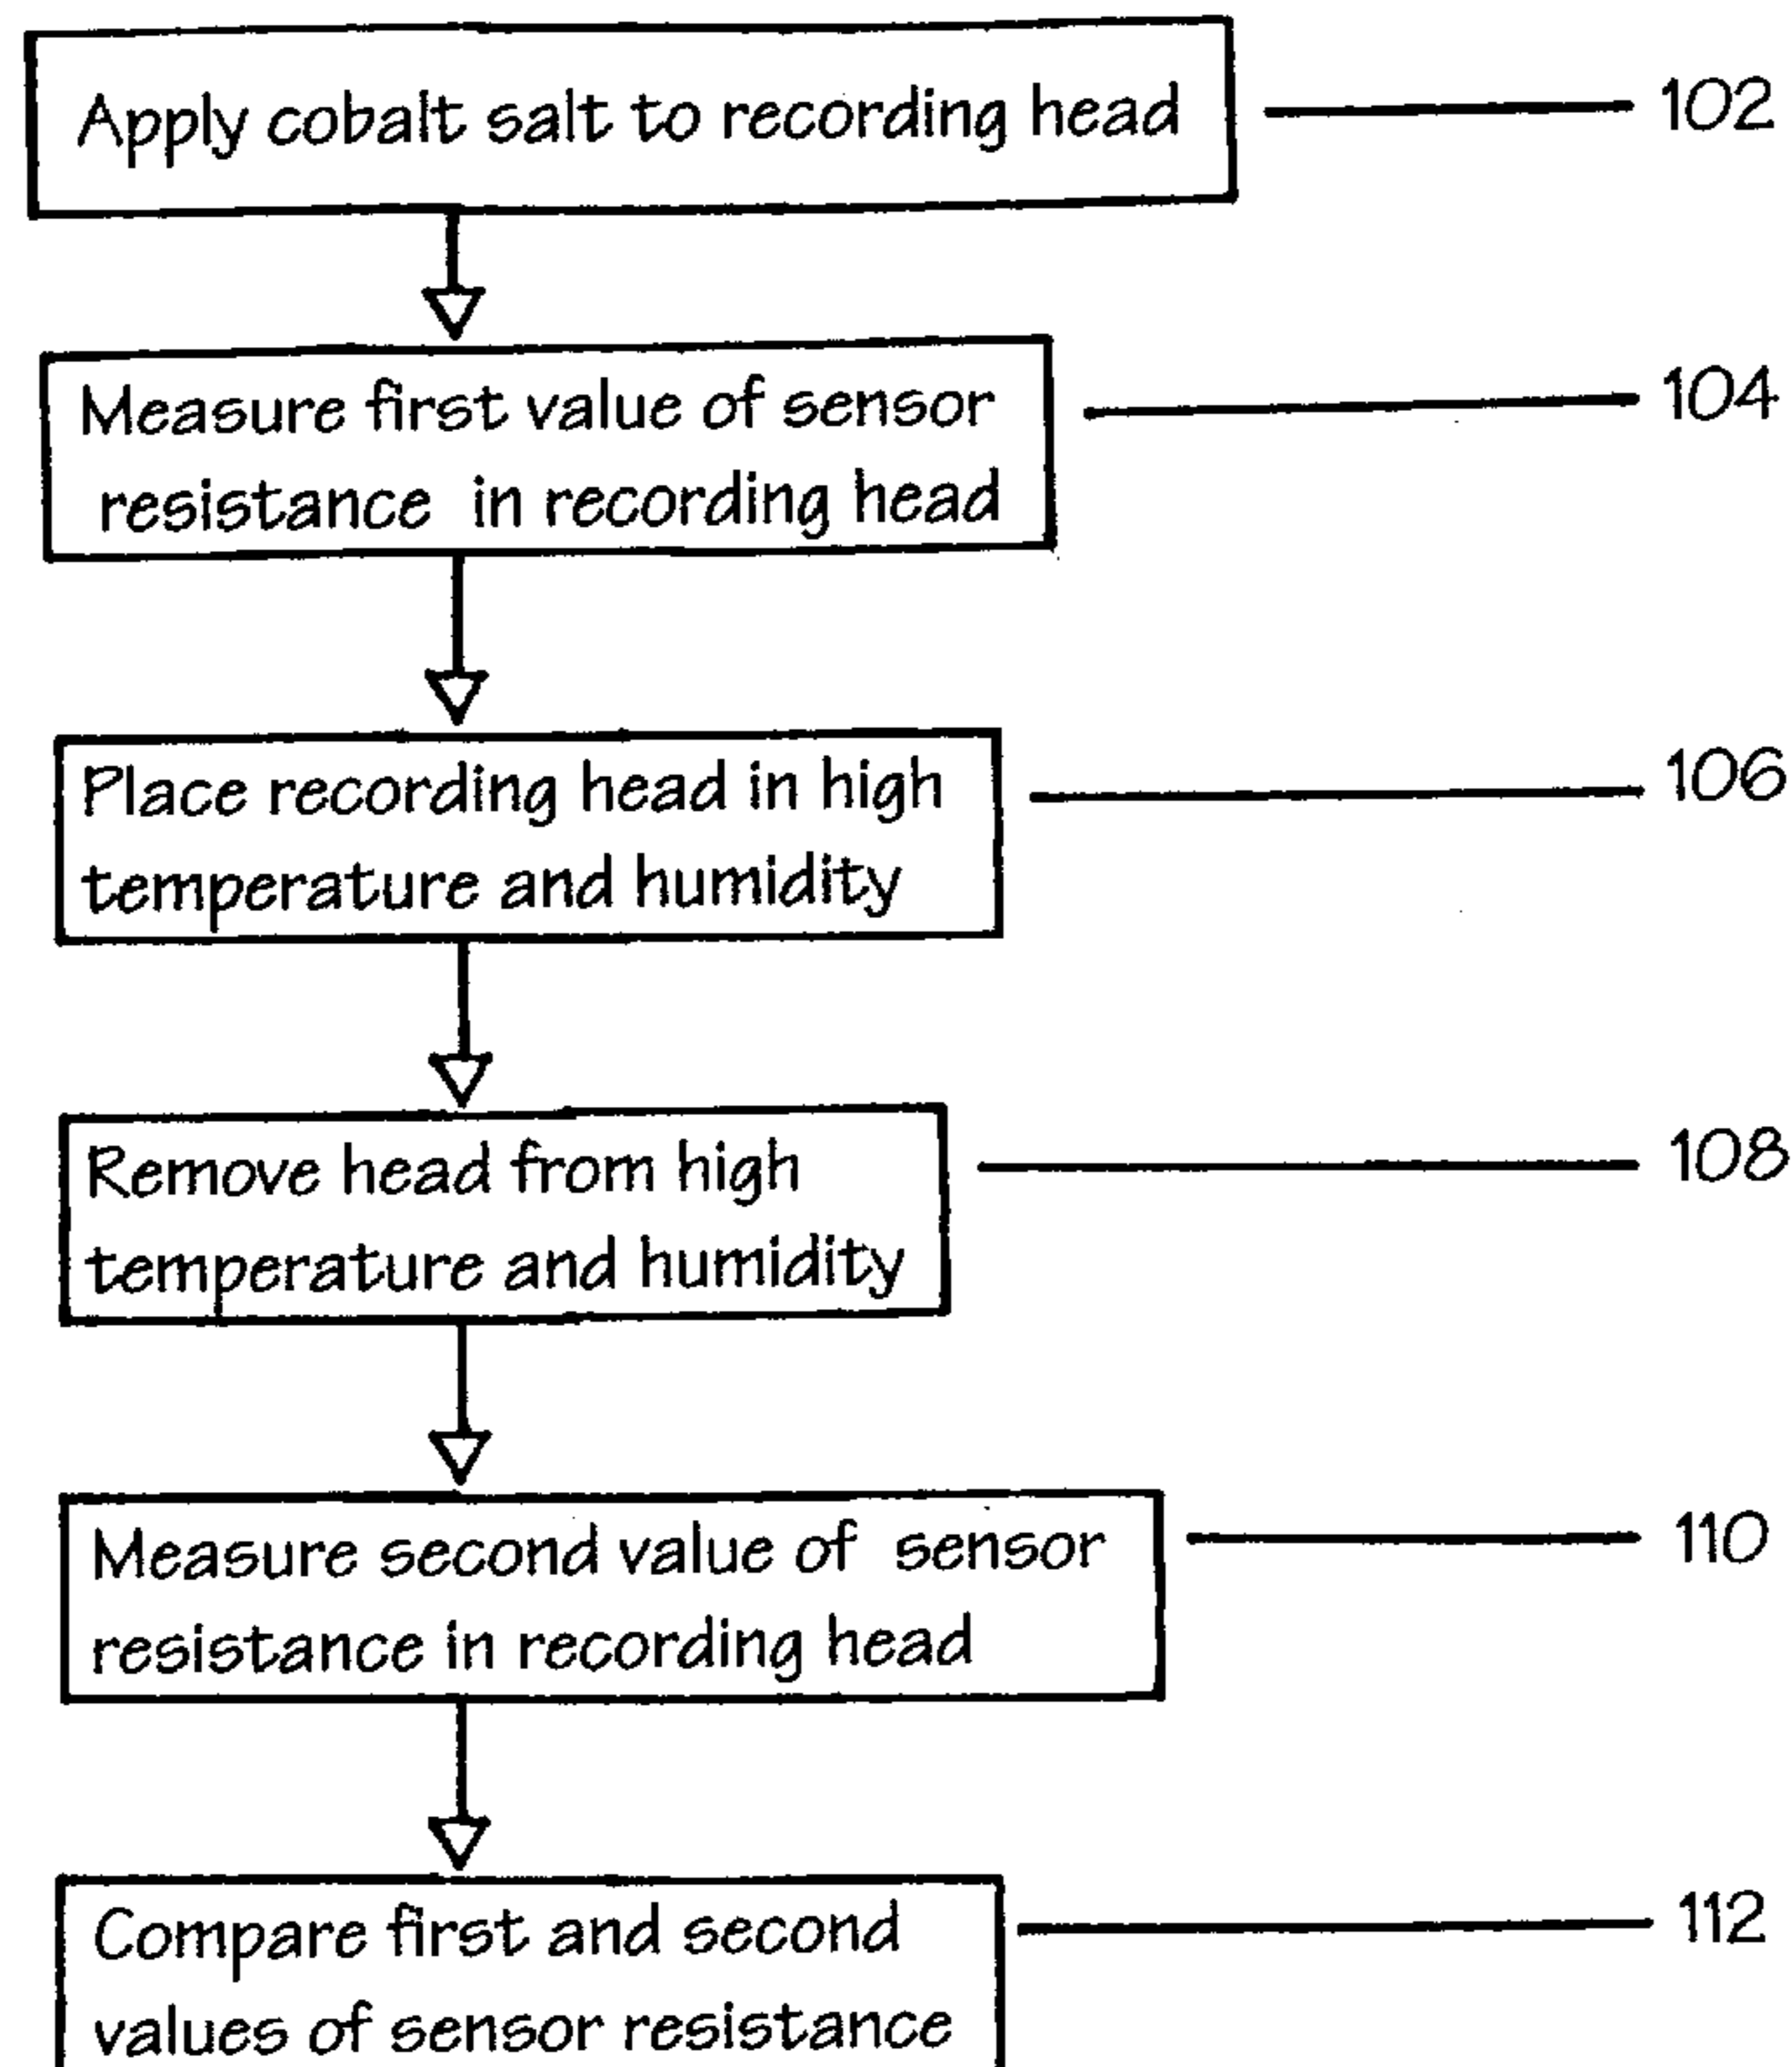 Apply cobalt salt to recording head
102
Measure first value of sensor
resistance in recording head
104
Place recording head in high
temperature and humidity
106
Remove head from high
temperature and humidity
108
Measure second value of sensor
resistance in recording head
110
Compare first and second
values of sensor resistance
112